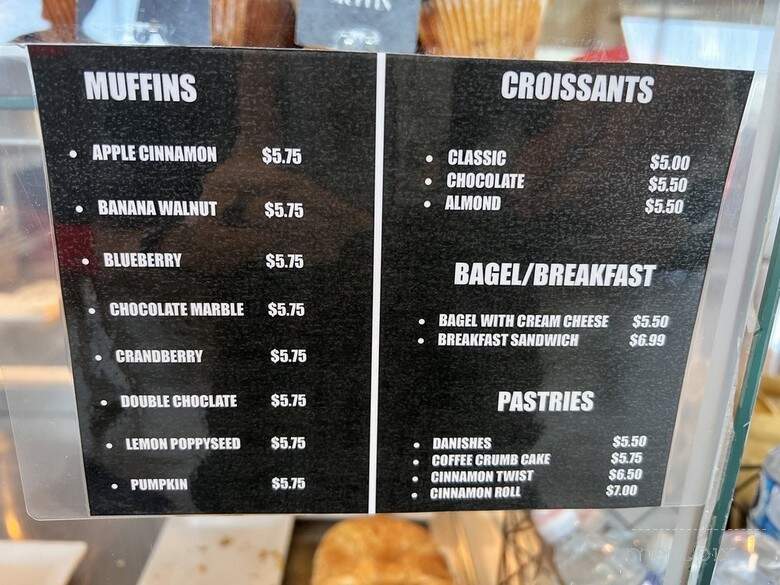 MUFFINS
• APPLE CINNAMON $5.75
• BANANA WALNUT $5.75
• BLUEBERRY $5.75
• CHOCOLATE MARBLE $5.75
• CRANDBERRY $5.75
• DOUBLE CHOCLATE $5.75
• LEMON POPPYSEED $5.75
• PUMPKIN $5.75
CROISSANTS
• CLASSIC $5.00
• CHOCOLATE $5.50
• ALMOND $5.50
BAGEL/BREAKFAST
• BAGEL WITH CREAM CHEESE $5.50
• BREAKFAST SANDWICH $6.99
PASTRIES
• DANISHES $5.50
• COFFEE CRUMB CAKE $5.75
• CINNAMON TWIST $6.50
• CINNAMON ROLL $7.00